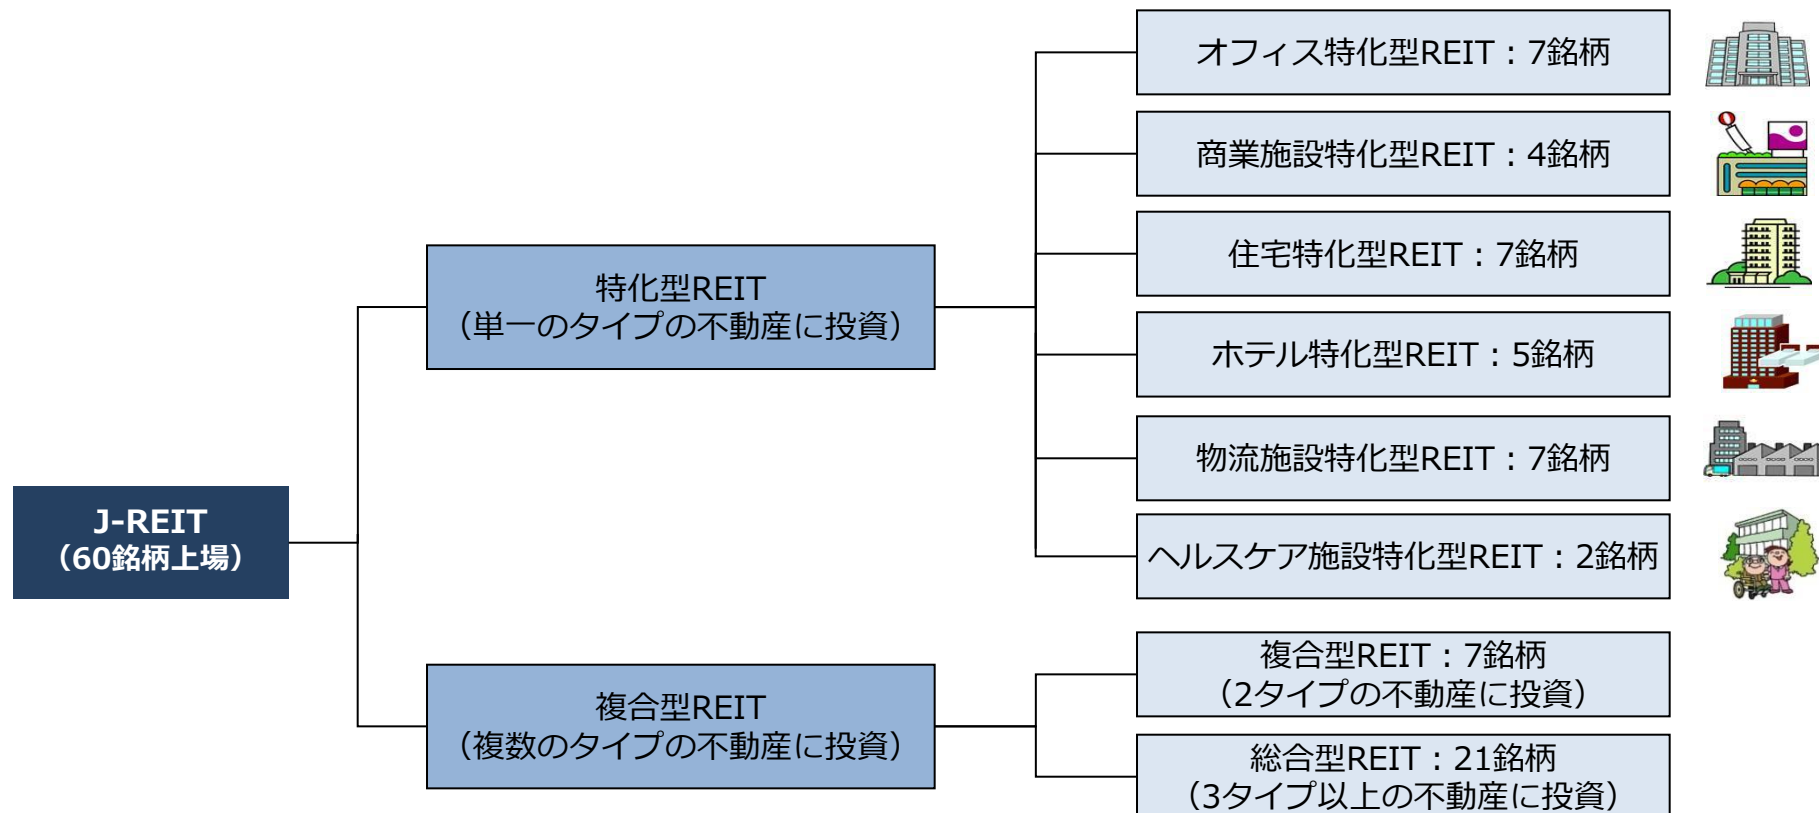 オフィス特化型REIT：7銘柄
商業施設特化型REIT：4銘柄
住宅特化型REIT：7銘柄
特化型REIT
（単一のタイプの不動産に投資）
ホテル特化型REIT：5銘柄
物流施設特化型REIT：7銘柄
J-REIT
（60銘柄上場）
ヘルスケア施設特化型REIT：2銘柄
複合型REIT
（複数のタイプの不動産に投資）
複合型REIT：7銘柄
（2タイプの不動産に投資）
総合型REIT：21銘柄
（3タイプ以上の不動産に投資）